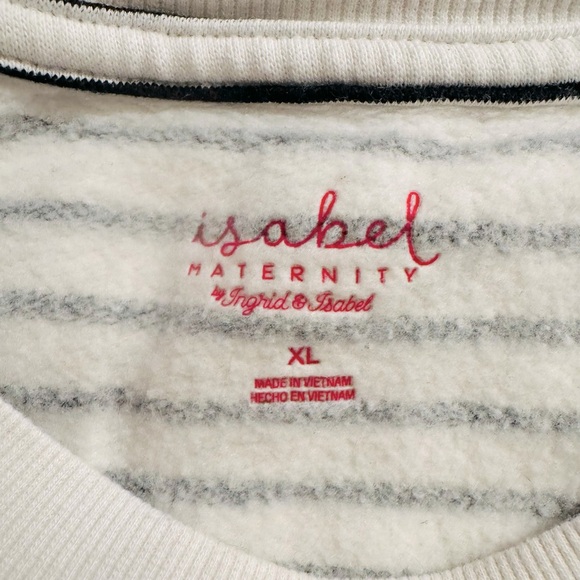 isabel
MATERNITY
by Ingrid & Isabel
XL
MADE IN VIETNAM
HECHO EN VIETNAM